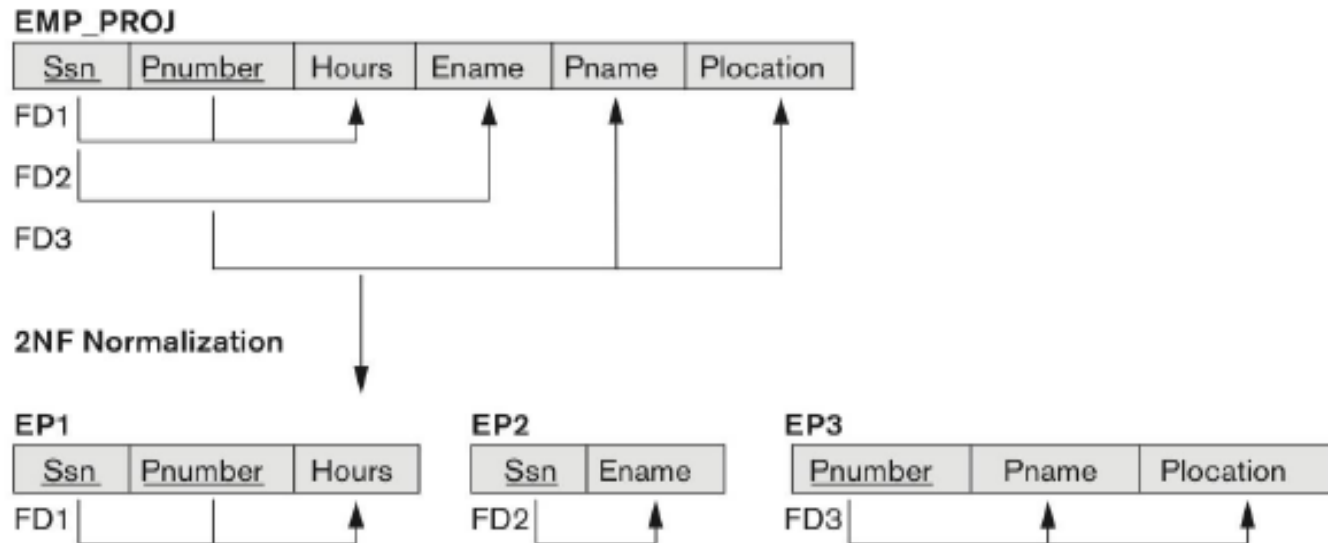 EMP_PROJ
Ssn Pnumber Hours Ename Pname Plocation
FD1
FD2
FD3
2NF Normalization
EP1 EP2 EP3
Ssn Pnumber Hours Ssn Ename Pnumber Pname Plocation
FD1 FD2 FD3